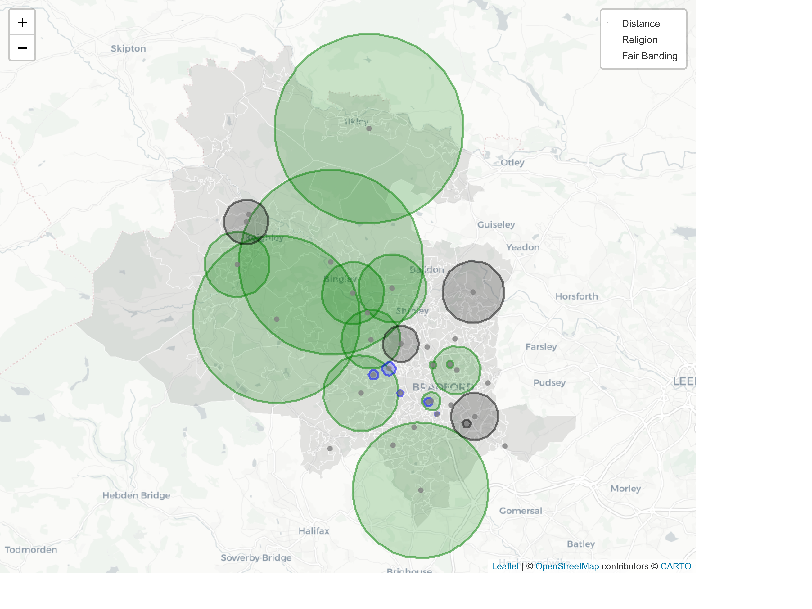 +
−
Distance
Religion
Fair Banding
Skipton
Ilkley
Otley
Guiseley
Yeadon
Baildon
Bingley
Horsforth
Shipley
Farsley
Pudsey
LEE
BRADFORD
Hebden Bridge
Morley
Gomersal
Halifax
Batley
Todmorden
Sowerby Bridge
Brighouse
Leaflet | © OpenStreetMap contributors © CARTO